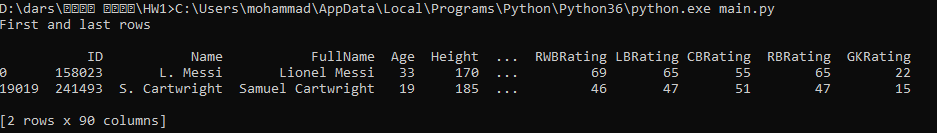 D:\dars\ \HW1>C:\Users\mohammad\AppData\Local\Programs\Python\Python36\python.exe main.py
First and last rows
ID Name FullName Age Height ... RWBRating LBRating CBRating RBRating GKRating
0 158023 L. Messi Lionel Messi 33 170 ... 69 65 55 65 22
19019 241493 S. Cartwright Samuel Cartwright 19 185 ... 46 47 51 47 15
[2 rows x 90 columns]